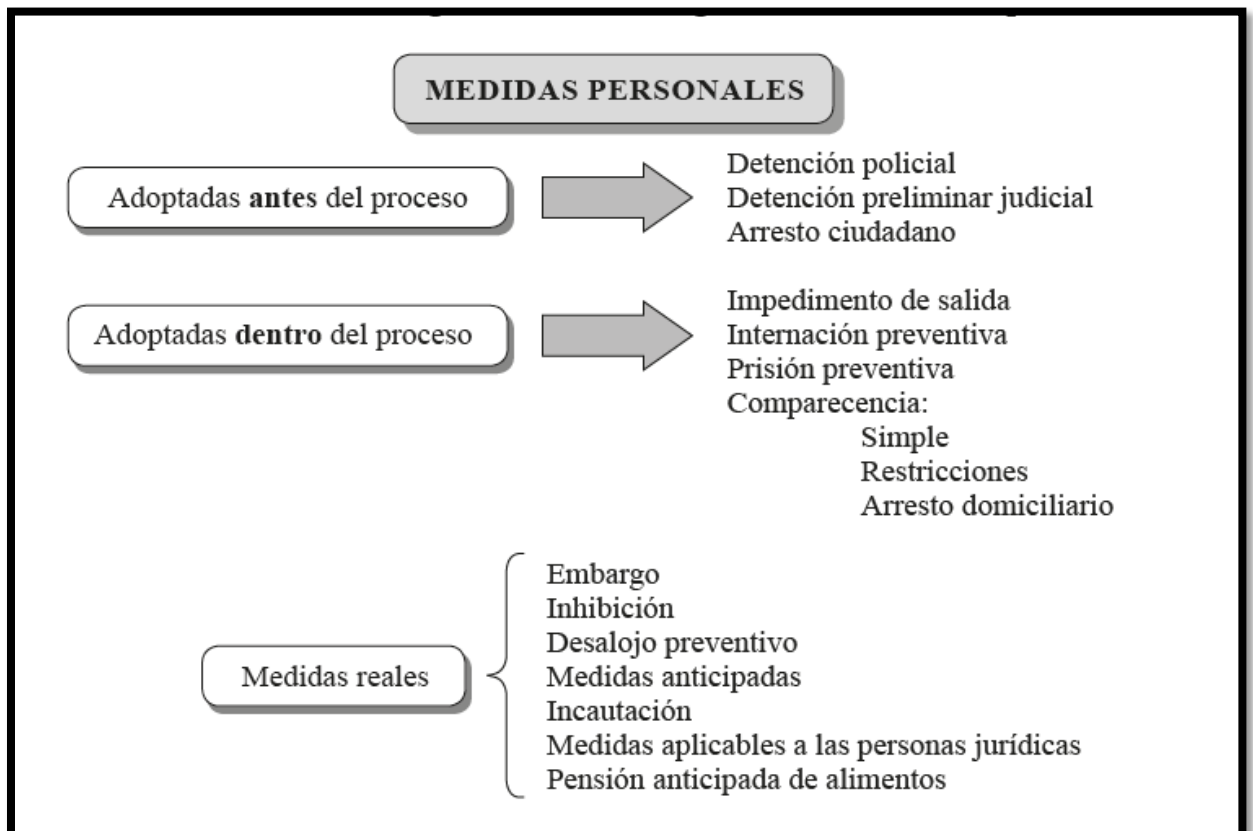 MEDIDAS PERSONALES
Adoptadas antes del proceso
Detención policial
Detención preliminar judicial
Arresto ciudadano
Adoptadas dentro del proceso
Impedimento de salida
Internación preventiva
Prisión preventiva
Comparecencia:
Simple
Restricciones
Arresto domiciliario
Medidas reales
Embargo
Inhibición
Desalojo preventivo
Medidas anticipadas
Incautación
Medidas aplicables a las personas jurídicas
Pensión anticipada de alimentos